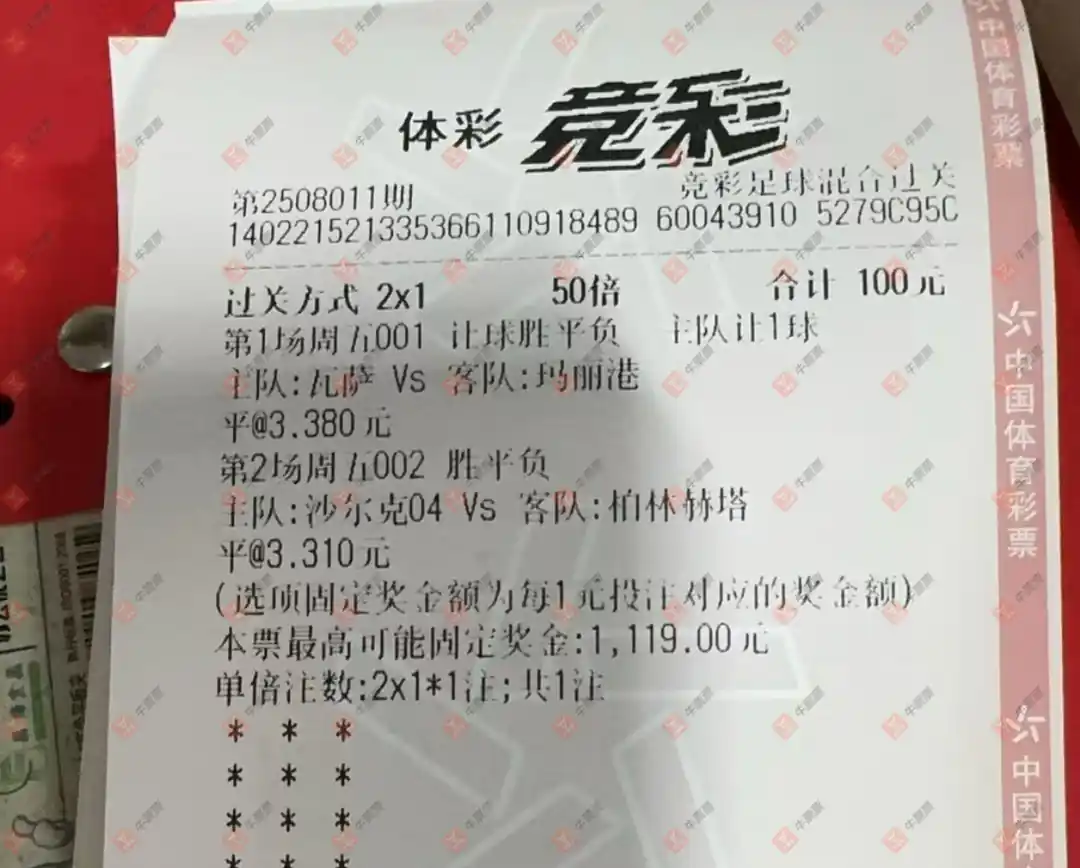 体彩 竞彩
第2508011期 竞彩足球混合过关
140221521335366110918489 60043910 5279C95C
过关方式 2x1 50倍 合计 100元
第1场周五001 让球胜平负 主队让1球
主队:瓦萨 Vs 客队:玛丽港
平@3.380元
第2场周五002 胜平负
主队:沙尔克04 Vs 客队:柏林赫塔
平@3.310元
(选项固定奖金额为每1元投注对应的奖金额)
本票最高可能固定奖金:1,119.00元
单倍注数:2x1*1注;共1注
* * *
* * *
* * *
* * *
中国体育彩票
中国体育彩票
中国体